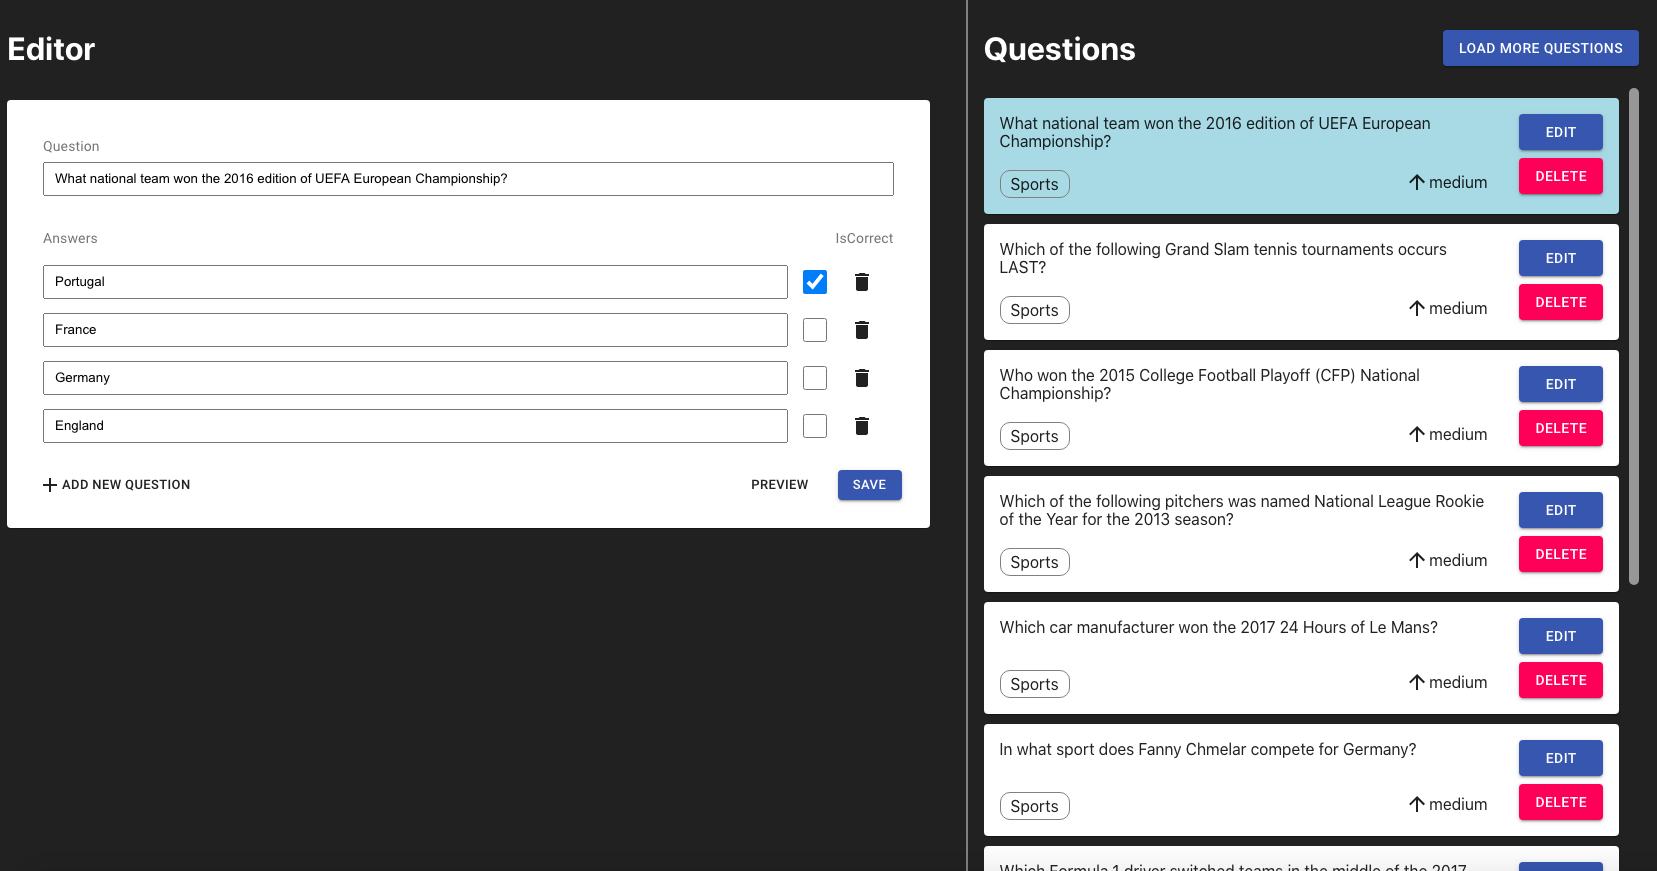 Editor
Question
What national team won the 2016 edition of UEFA European Championship?
Answers
IsCorrect
Portugal
France
Germany
England
ADD NEW QUESTION
PREVIEW
SAVE
Questions
LOAD MORE QUESTIONS
What national team won the 2016 edition of UEFA European
Championship?
Sports
medium
EDIT
DELETE
Which of the following Grand Slam tennis tournaments occurs
LAST?
Sports
medium
EDIT
DELETE
Who won the 2015 College Football Playoff (CFP) National
Championship?
Sports
medium
EDIT
DELETE
Which of the following pitchers was named National League Rookie
of the Year for the 2013 season?
Sports
medium
EDIT
DELETE
Which car manufacturer won the 2017 24 Hours of Le Mans?
Sports
medium
EDIT
DELETE
In what sport does Fanny Chmelar compete for Germany?
Sports
medium
EDIT
DELETE
Which Formula 1 driver switched teams in the middle of the 2017